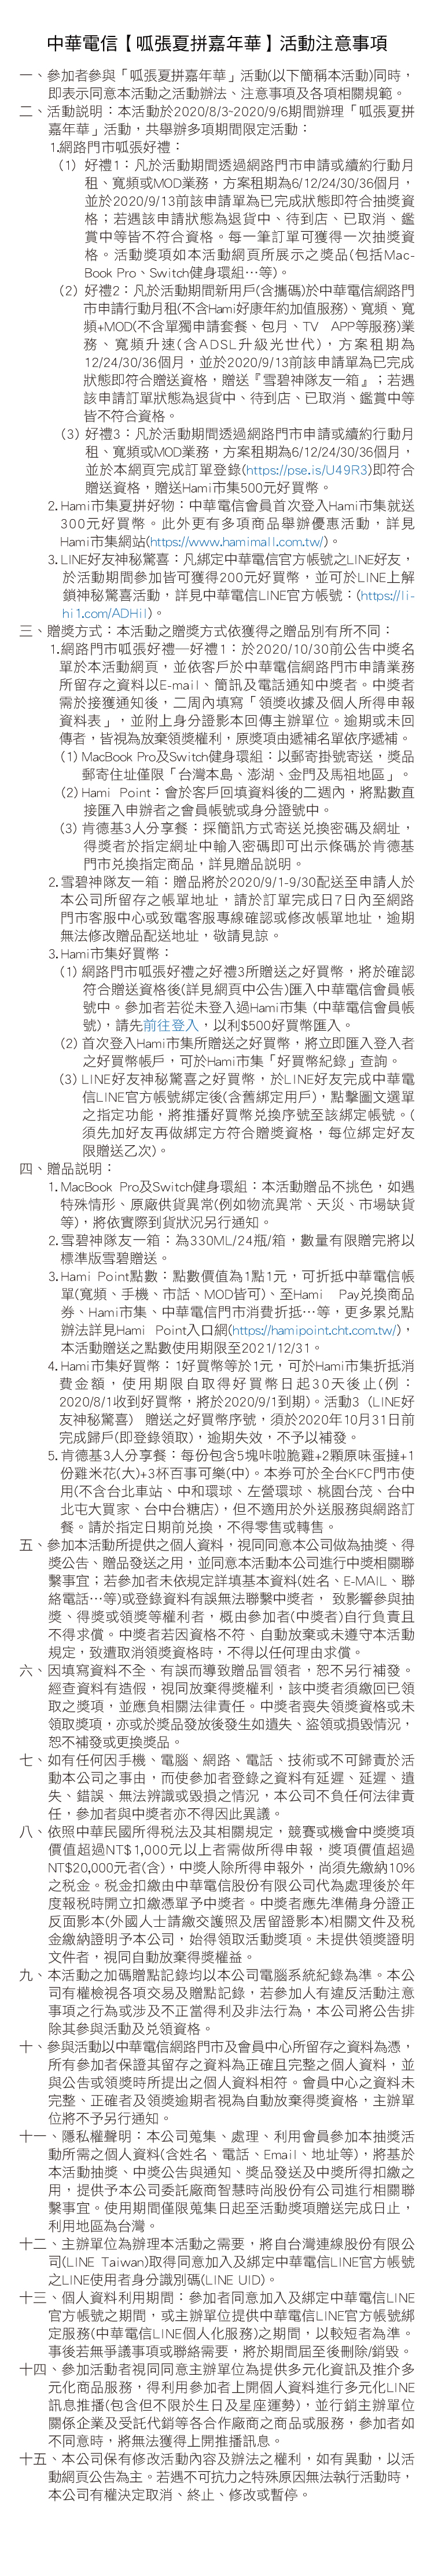 中華電信【呱張夏拼嘉年華】活動注意事項
一、參加者參與「呱張夏拼嘉年華」活動(以下簡稱本活動)同時，
即表示同意本活動之活動辦法、注意事項及各項相關規範。
二、活動説明：本活動於2020/8/3~2020/9/6期間辦理「呱張夏拼
嘉年華」活動，共舉辦多項期間限定活動：
1.網路門市呱張好禮：
(1) 好禮1：凡於活動期間透過網路門市申請或續約行動月
租、寬頻或MOD業務，方案租期為6/12/24/30/36個月，
並於2020/9/13前該申請單為已完成狀態即符合抽獎資
格；若遇該申請狀態為退貨中、待到店、已取消、鑑
賞中等皆不符合資格。每一筆訂單可獲得一次抽獎資
格。活動獎項如本活動網頁所展示之獎品(包括Mac-
Book Pro、Switch健身環組…等)。
(2) 好禮2：凡於活動期間新用戶(含攜碼)於中華電信網路門
市申請行動月租(不含Hami好康年約加值服務)、寬頻、寬
頻+MOD(不含單獨申請套餐、包月、TV APP等服務)業
務、寬頻升速(含ADSL升級光世代)，方案租期為
12/24/30/36個月，並於2020/9/13前該申請單為已完成
狀態即符合贈送資格，贈送『雪碧神隊友一箱』；若遇
該申請訂單狀態為退貨中、待到店、已取消、鑑賞中等
皆不符合資格。
(3) 好禮3：凡於活動期間透過網路門市申請或續約行動月
租、寬頻或MOD業務，方案租期為6/12/24/30/36個月，
並於本網頁完成訂單登錄(https://pse.is/U49R3)即符合
贈送資格，贈送Hami市集500元好買幣。
2. Hami市集夏拼好物：中華電信會員首次登入Hami市集就送
300元好買幣。此外更有多項商品舉辦優惠活動，詳見
Hami市集網站(https://www.hamimall.com.tw/)。
3. LINE好友神秘驚喜：凡綁定中華電信官方帳號之LINE好友，
於活動期間參加皆可獲得200元好買幣，並可於LINE上解
鎖神秘驚喜活動，詳見中華電信LINE官方帳號：(https://li-
hi1.com/ADHil)。
三、贈獎方式：本活動之贈獎方式依獲得之贈品別有所不同：
1. 網路門市呱張好禮—好禮1：於2020/10/30前公告中獎名
單於本活動網頁，並依客戶於中華電信網路門市申請業務
所留存之資料以E-mail、簡訊及電話通知中獎者。中獎者
需於接獲通知後，二周內填寫「領獎收據及個人所得申報
資料表」，並附上身分證影本回傳主辦單位。逾期或未回
傳者，皆視為放棄領獎權利，原獎項由遞補名單依序遞補。
(1) MacBook Pro及Switch健身環組：以郵寄掛號寄送，獎品
郵寄住址僅限「台灣本島、澎湖、金門及馬祖地區」。
(2) Hami Point：會於客戶回填資料後的二週內，將點數直
接匯入申辦者之會員帳號或身分證號中。
(3) 肯德基3人分享餐：採簡訊方式寄送兑換密碼及網址，
得獎者於指定網址中輸入密碼即可出示條碼於肯德基
門市兑換指定商品，詳見贈品説明。
2. 雪碧神隊友一箱：贈品將於2020/9/1-9/30配送至申請人於
本公司所留存之帳單地址，請於訂單完成日7日內至網路
門市客服中心或致電客服專線確認或修改帳單地址，逾期
無法修改贈品配送地址，敬請見諒。
3. Hami市集好買幣：
(1) 網路門市呱張好禮之好禮3所贈送之好買幣，將於確認
符合贈送資格後(詳見網頁中公告)匯入中華電信會員帳
號中。參加者若從未登入過Hami市集 (中華電信會員帳
號)，請先前往登入，以利$500好買幣匯入。
(2) 首次登入Hami市集所贈送之好買幣，將立即匯入登入者
之好買幣帳戶，可於Hami市集「好買幣紀錄」查詢。
(3) LINE好友神秘驚喜之好買幣，於LINE好友完成中華電
信LINE官方帳號綁定後(含舊綁定用戶)，點擊圖文選單
之指定功能，將推播好買幣兑換序號至該綁定帳號。(
須先加好友再做綁定方符合贈獎資格，每位綁定好友
限贈送乙次)。
四、贈品説明：
1. MacBook Pro及Switch健身環組：本活動贈品不挑色，如遇
特殊情形、原廠供貨異常(例如物流異常、天災、市場缺貨
等)，將依實際到貨狀況另行通知。
2. 雪碧神隊友一箱：為330ML/24瓶/箱，數量有限贈完將以
標準版雪碧贈送。
3. Hami Point點數：點數價值為1點1元，可折抵中華電信帳
單(寬頻、手機、市話、MOD皆可)、至Hami Pay兑換商品
券、Hami市集、中華電信門市消費折抵…等，更多累兑點
辦法詳見Hami Point入口網(https://hamipoint.cht.com.tw/)，
本活動贈送之點數使用期限至2021/12/31。
4. Hami市集好買幣：1好買幣等於1元，可於Hami市集折抵消
費金額，使用期限自取得好買幣日起30天後止(例：
2020/8/1收到好買幣，將於2020/9/1到期)。活動3 (LINE好
友神秘驚喜) 贈送之好買幣序號，須於2020年10月31日前
完成歸戶(即登錄領取)，逾期失效，不予以補發。
5. 肯德基3人分享餐：每份包含5塊咔啦脆雞+2顆原味蛋撻+1
份雞米花(大)+3杯百事可樂(中)。本券可於全台KFC門市使
用(不含台北車站、中和環球、左營環球、桃園台茂、台中
北屯大買家、台中台糖店)，但不適用於外送服務與網路訂
餐。請於指定日期前兑換，不得零售或轉售。
五、參加本活動所提供之個人資料，視同同意本公司做為抽獎、得
獎公告、贈品發送之用，並同意本活動本公司進行中獎相關聯
繫事宜；若參加者未依規定詳填基本資料(姓名、E-MAIL、聯
絡電話…等)或登錄資料有誤無法聯繫中獎者， 致影響參與抽
獎、得獎或領獎等權利者，概由參加者(中獎者)自行負責且
不得求償。中獎者若因資格不符、自動放棄或未遵守本活動
規定，致遭取消領獎資格時，不得以任何理由求償。
六、因填寫資料不全、有誤而導致贈品冒領者，恕不另行補發。
經查資料有造假，視同放棄得獎權利，該中獎者須繳回已領
取之獎項，並應負相關法律責任。中獎者喪失領獎資格或未
領取獎項，亦或於獎品發放後發生如遺失、盜領或損毀情況，
恕不補發或更換獎品。
七、如有任何因手機、電腦、網路、電話、技術或不可歸責於活
動本公司之事由，而使參加者登錄之資料有延遲、延遲、遺
失、錯誤、無法辨識或毀損之情況，本公司不負任何法律責
任，參加者與中獎者亦不得因此異議。
八、依照中華民國所得税法及其相關規定，競賽或機會中獎獎項
價值超過NT$1,000元以上者需做所得申報，獎項價值超過
NT$20,000元者(含)，中獎人除所得申報外，尚須先繳納10%
之税金。税金扣繳由中華電信股份有限公司代為處理後於年
度報税時開立扣繳憑單予中獎者。中獎者應先準備身分證正
反面影本(外國人士請繳交護照及居留證影本)相關文件及税
金繳納證明予本公司，始得領取活動獎項。未提供領獎證明
文件者，視同自動放棄得獎權益。
九、本活動之加碼贈點記錄均以本公司電腦系統紀錄為準。本公
司有權檢視各項交易及贈點記錄，若參加人有違反活動注意
事項之行為或涉及不正當得利及非法行為，本公司將公告排
除其參與活動及兑領資格。
十、參與活動以中華電信網路門市及會員中心所留存之資料為憑，
所有參加者保證其留存之資料為正確且完整之個人資料，並
與公告或領獎時所提出之個人資料相符。會員中心之資料未
完整、正確者及領獎逾期者視為自動放棄得獎資格，主辦單
位將不予另行通知。
十一、隱私權聲明：本公司蒐集、處理、利用會員參加本抽獎活
動所需之個人資料(含姓名、電話、Email、地址等)，將基於
本活動抽獎、中獎公告與通知、獎品發送及中獎所得扣繳之
用，提供予本公司委託廠商智慧時尚股份有公司進行相關聯
繫事宜。使用期間僅限蒐集日起至活動獎項贈送完成日止，
利用地區為台灣。
十二、主辦單位為辦理本活動之需要，將自台灣連線股份有限公
司(LINE Taiwan)取得同意加入及綁定中華電信LINE官方帳號
之LINE使用者身分識別碼(LINE UID)。
十三、個人資料利用期間：參加者同意加入及綁定中華電信LINE
官方帳號之期間，或主辦單位提供中華電信LINE官方帳號綁
定服務(中華電信LINE個人化服務)之期間，以較短者為準。
事後若無爭議事項或聯絡需要，將於期間屆至後刪除/銷毀。
十四、參加活動者視同同意主辦單位為提供多元化資訊及推介多
元化商品服務，得利用參加者上開個人資料進行多元化LINE
訊息推播(包含但不限於生日及星座運勢)，並行銷主辦單位
關係企業及受託代銷等各合作廠商之商品或服務，參加者如
不同意時，將無法獲得上開推播訊息。
十五、本公司保有修改活動內容及辦法之權利，如有異動，以活
動網頁公告為主。若遇不可抗力之特殊原因無法執行活動時，
本公司有權決定取消、終止、修改或暫停。